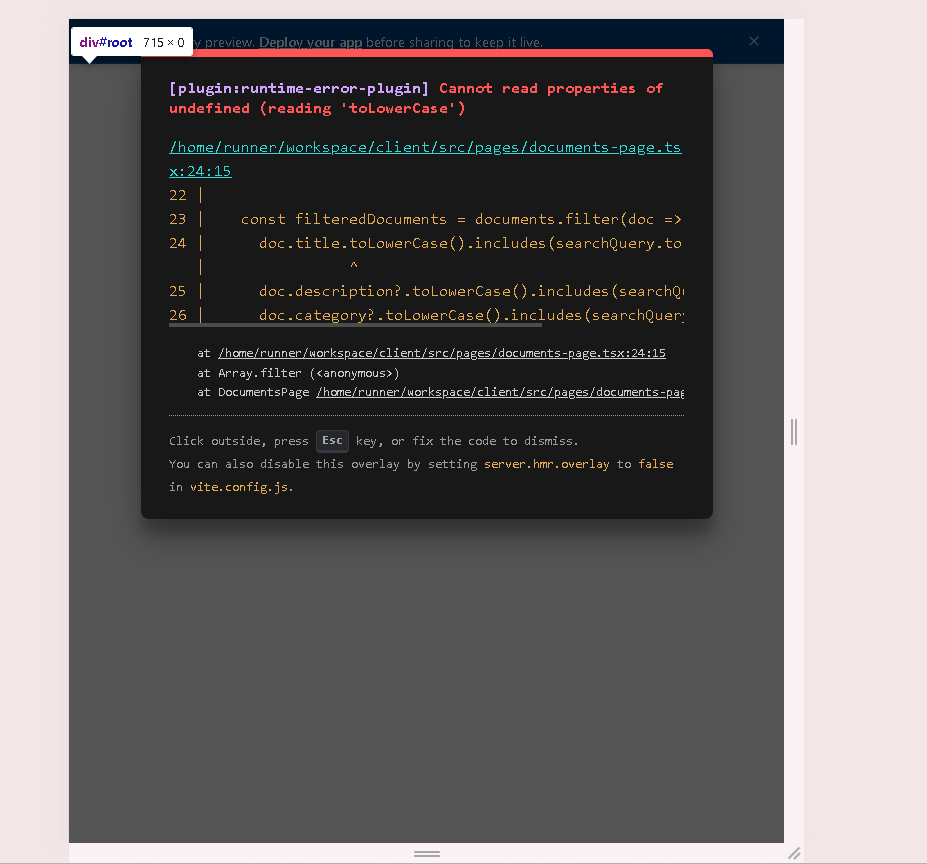 div#root 715 × 0
y preview. Deploy your app before sharing to keep it live.
[plugin:runtime-error-plugin] Cannot read properties of
undefined (reading 'toLowerCase')
/home/runner/workspace/client/src/pages/documents-page.ts
x:24:15
22 |
23 | const filteredDocuments = documents.filter(doc =>
24 | doc.title.toLowerCase().includes(searchQuery.to
| ^
25 | doc.description?.toLowerCase().includes(searchQu
26 | doc.category?.toLowerCase().includes(searchQuery
at /home/runner/workspace/client/src/pages/documents-page.tsx:24:15
at Array.filter (<anonymous>)
at DocumentsPage /home/runner/workspace/client/src/pages/documents-pag
Click outside, press Esc key, or fix the code to dismiss.
You can also disable this overlay by setting server.hmr.overlay to false
in vite.config.js.